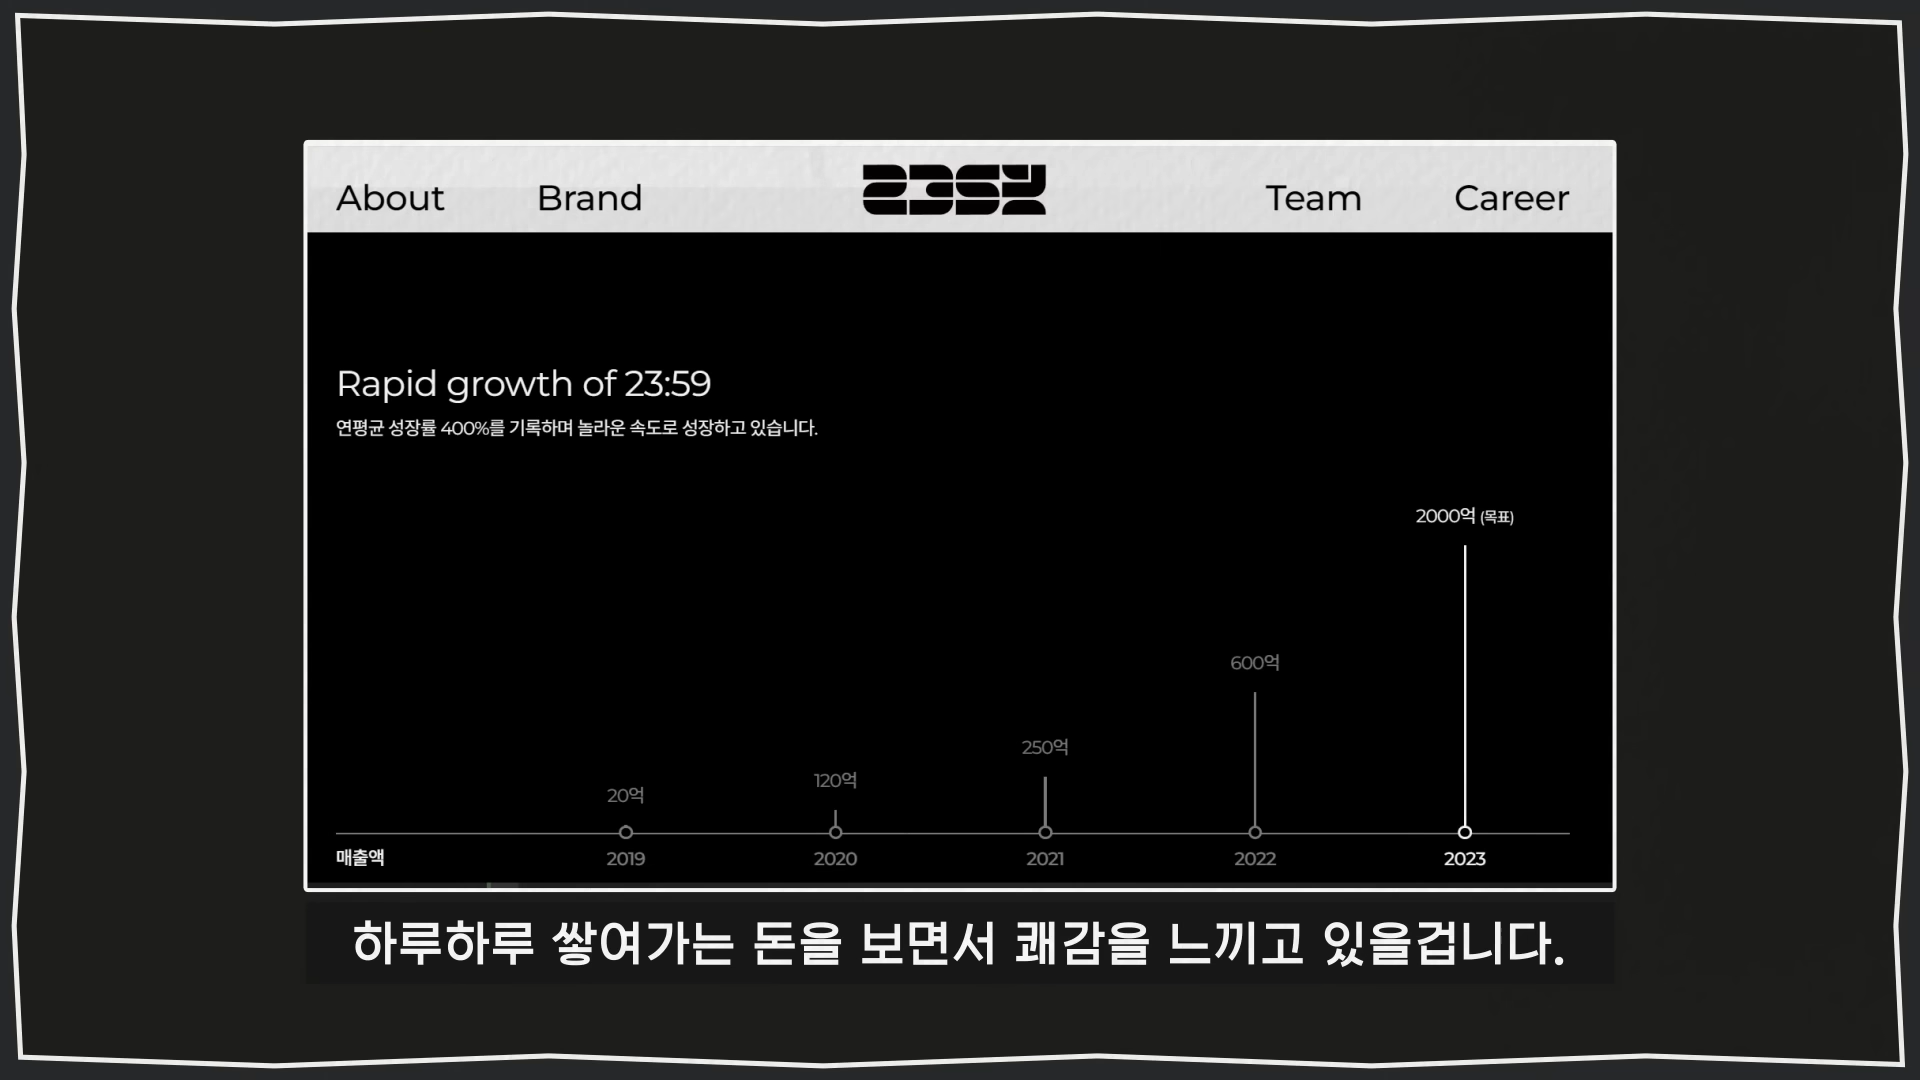 About
Brand
2359
Team
Career
Rapid growth of 23:59
연평균 성장률 400%를 기록하며 놀라운 속도로 성장하고 있습니다.
2000억 (목표)
600억
250억
120억
20억
매출액
2019
2020
2021
2022
2023
하루하루 쌓여가는 돈을 보면서 쾌감을 느끼고 있을겁니다.